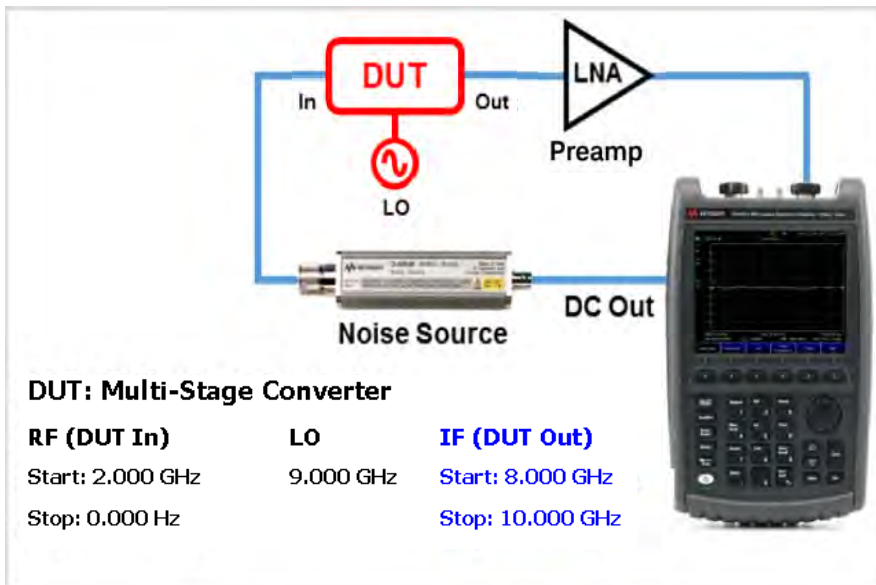 DUT
LNA
In
Out
Preamp
LO
DC Out
Noise Source
DUT: Multi-Stage Converter
RF (DUT In) LO IF (DUT Out)
Start: 2.000 GHz 9.000 GHz Start: 8.000 GHz
Stop: 0.000 Hz Stop: 10.000 GHz